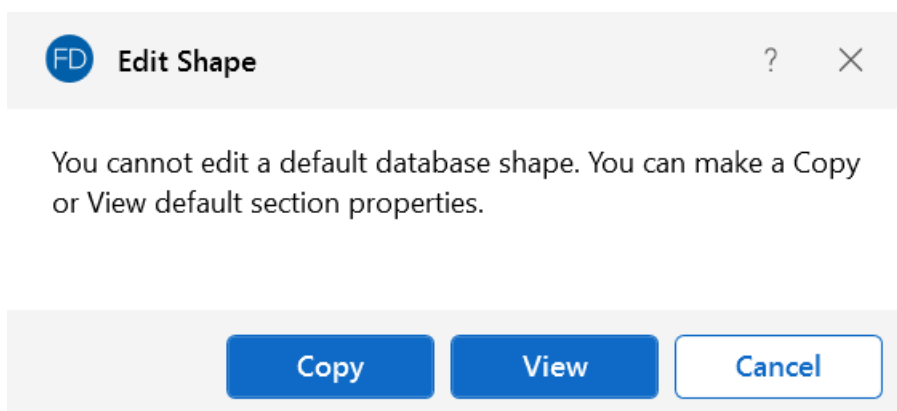 FD Edit Shape ?
You cannot edit a default database shape. You can make a Copy
or View default section properties.
Copy View Cancel